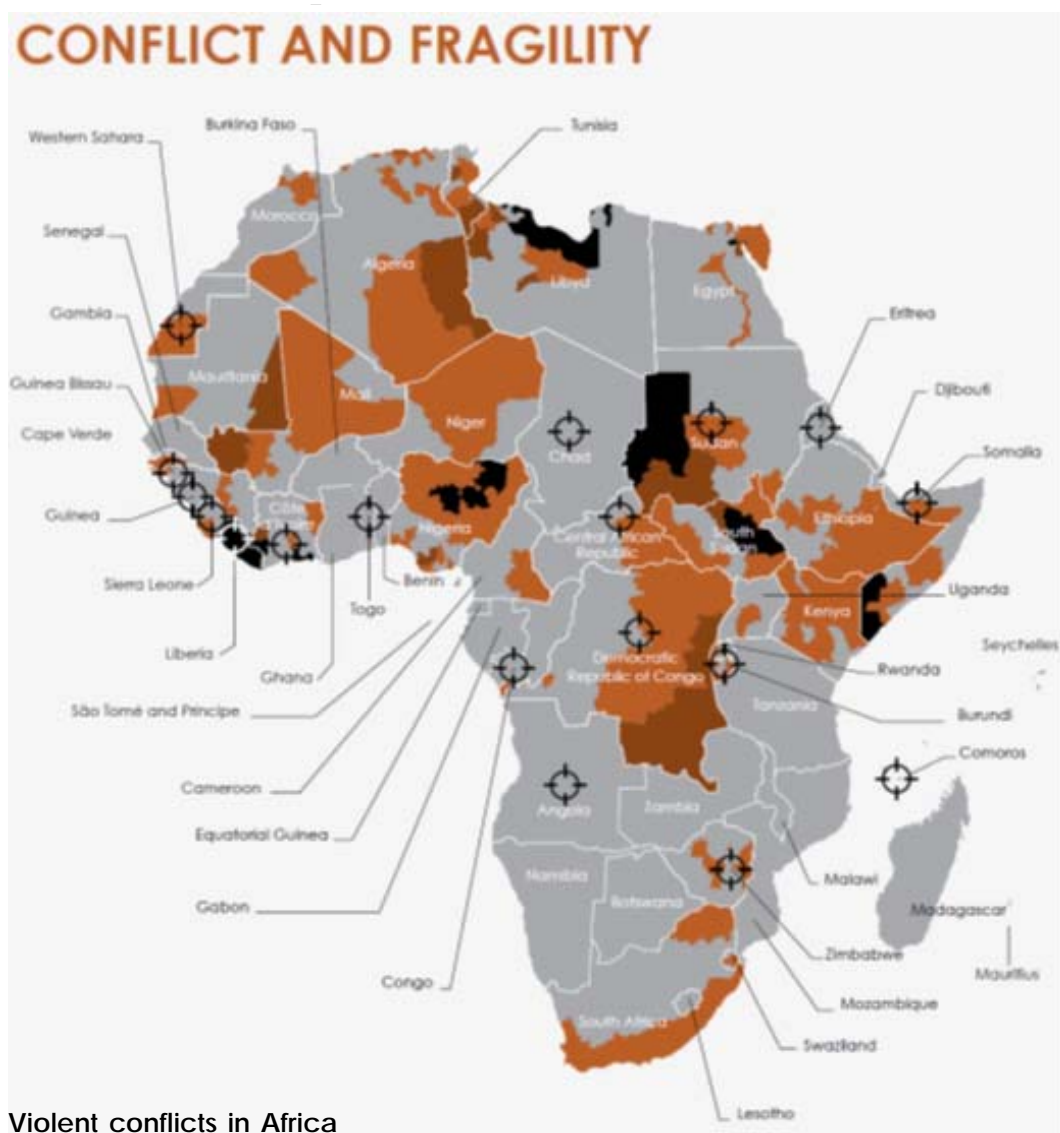 CONFLICT AND FRAGILITY
Burkina Faso
Tunisia
Western Sahara
Morocco
Senegal
Algeria
Libya
Egypt
Gambia
Eritrea
Mauritania
Mali
Guinea Bissau
Niger
Djibouti
Cape Verde
Chad
Sudan
Somalia
Guinea
Côte
Nigeria
Ethiopia
Central African
Republic
South
Sudan
Sierra Leone
Benin
Togo
Uganda
Kenya
Liberia
Ghana
Seychelles
Democratic
Republic of Congo
Rwanda
São Tomé and Príncipe
Tanzania
Burundi
Comoros
Cameroon
Angola
Zambia
Equatorial Guinea
Namibia
Malawi
Gabon
Botswana
Madagascar
Zimbabwe
Mauritius
Congo
Mozambique
South Africa
Swaziland
Lesotho
Violent conflicts in Africa